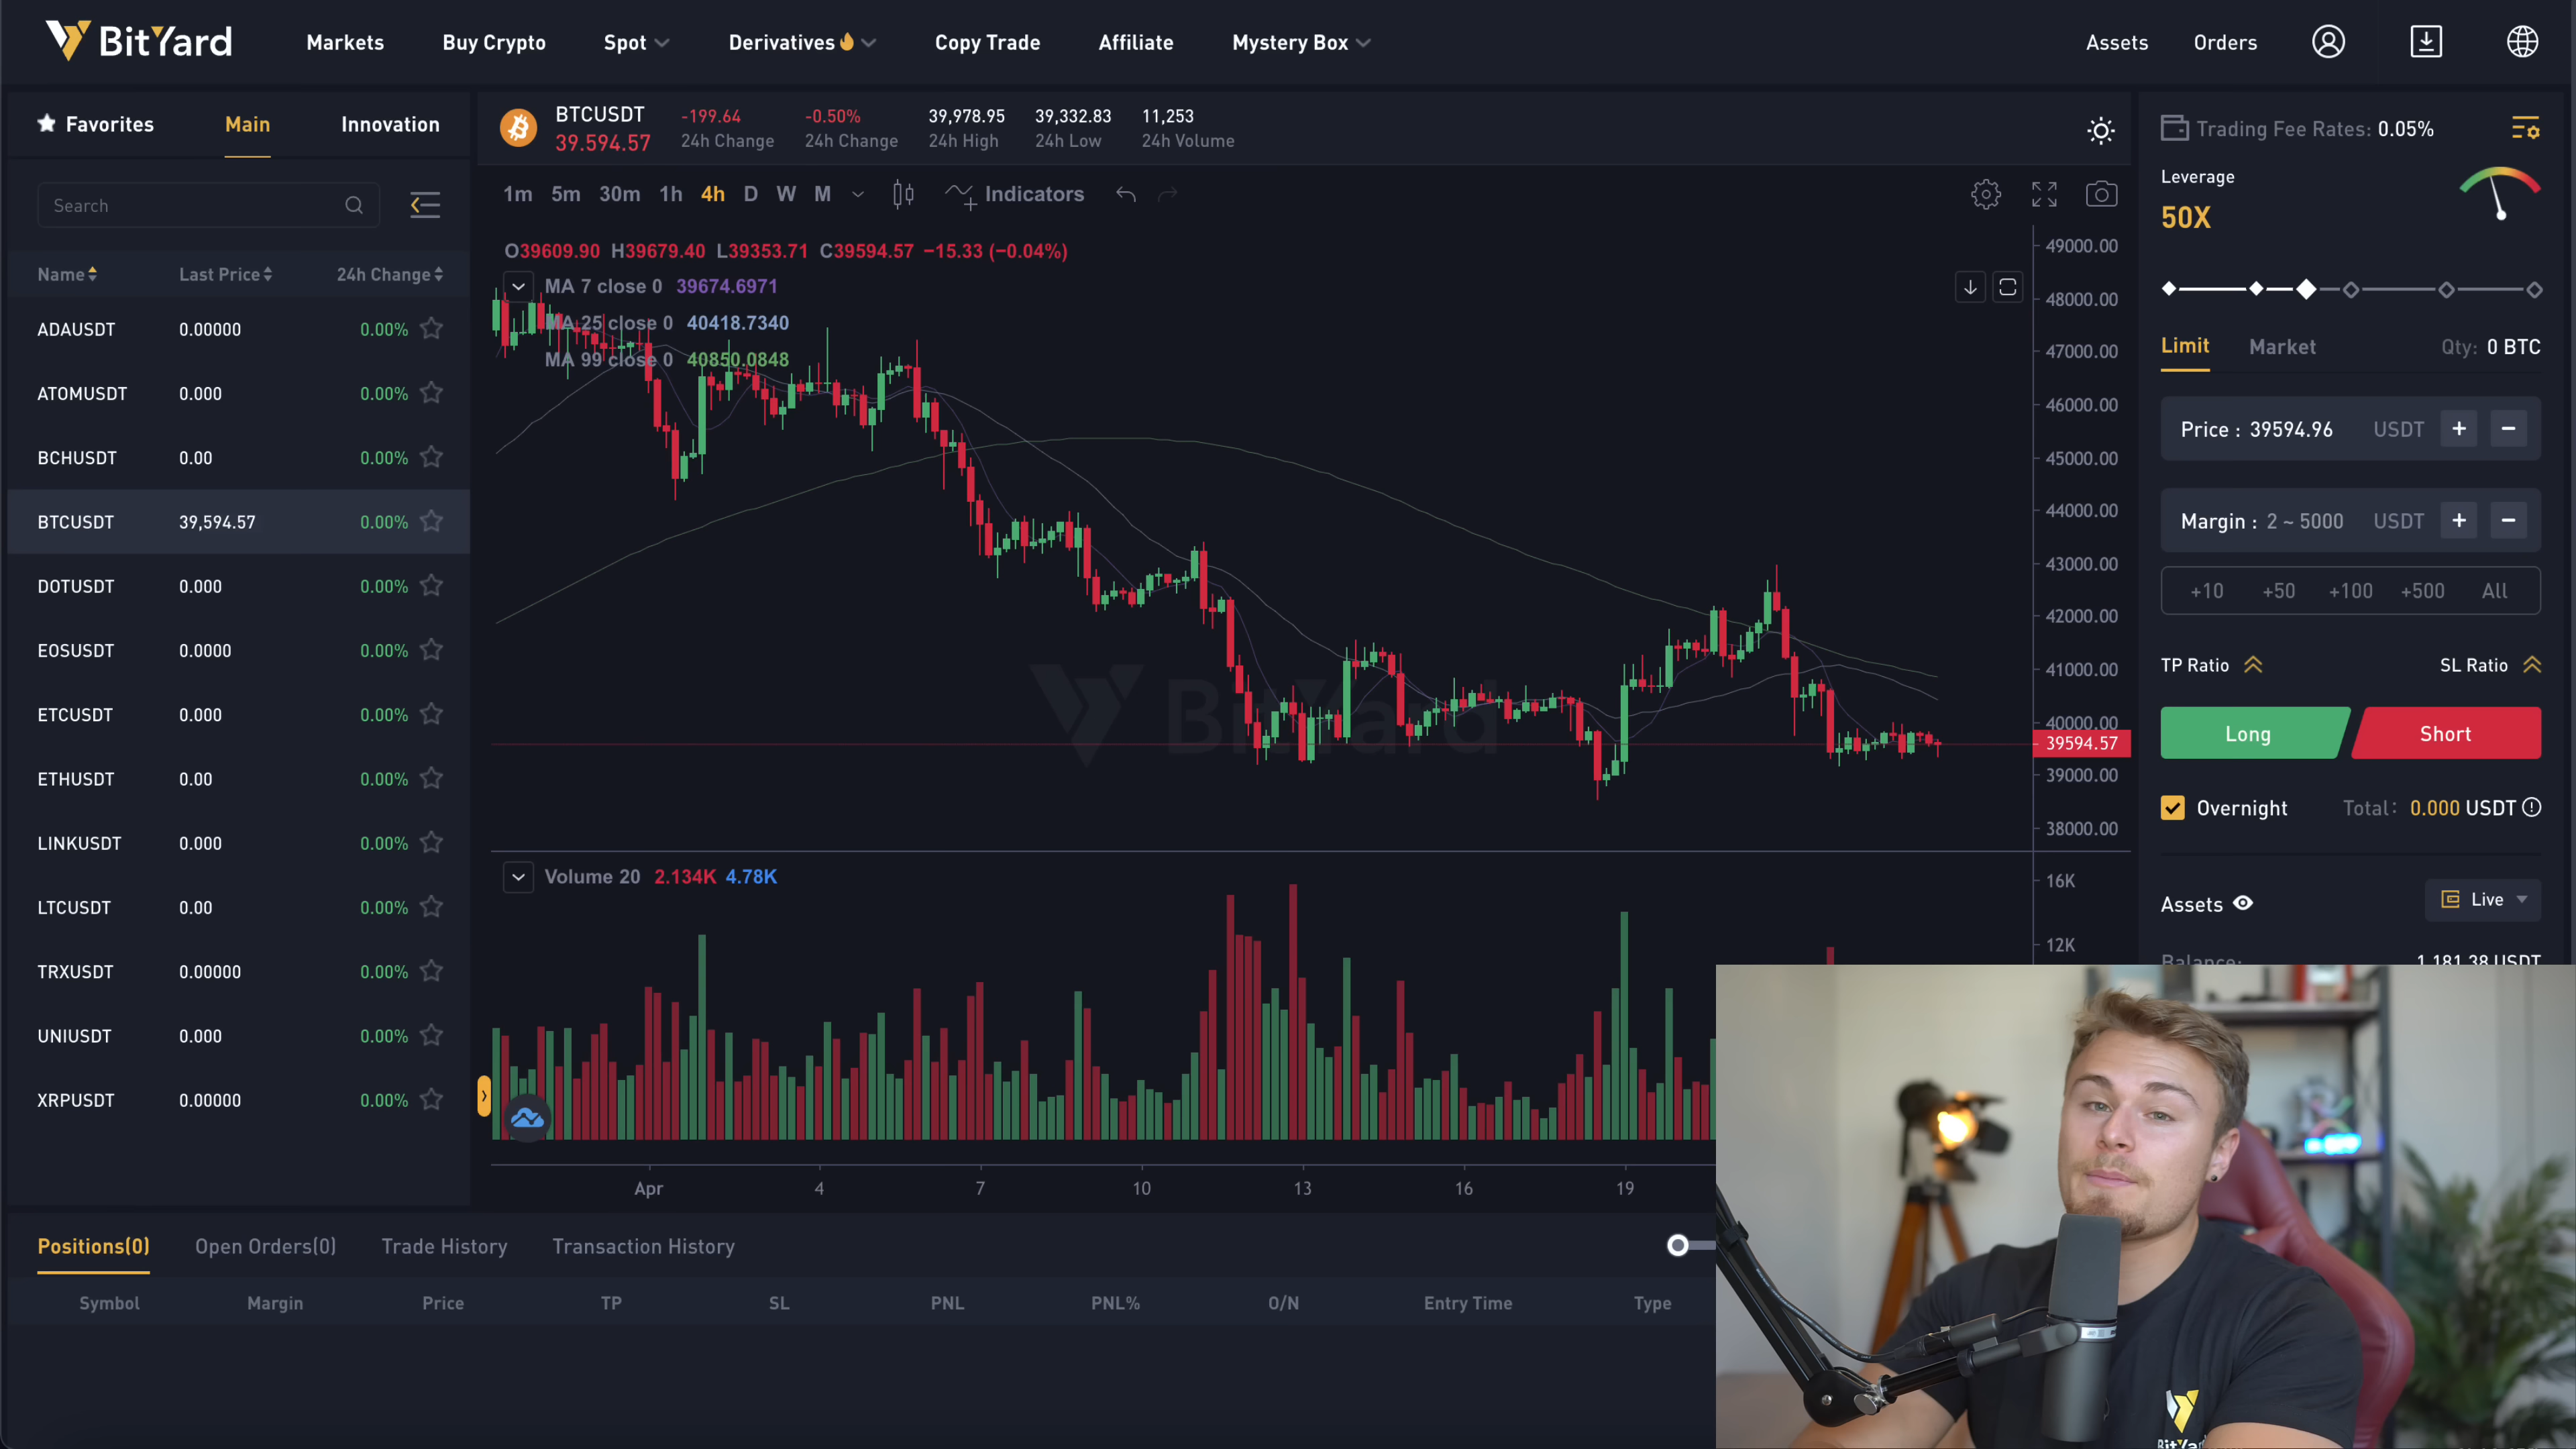 BitYard
Markets
Buy Crypto
Spot
Derivatives
Copy Trade
Affiliate
Mystery Box
Assets
Orders
Favorites
Main
Innovation
Search
Name
Last Price
24h Change
ADAUSDT 0.00000 0.00%
ATOMUSDT 0.000 0.00%
BCHUSDT 0.00 0.00%
BTCUSDT 39,594.57 0.00%
DOTUSDT 0.000 0.00%
EOSUSDT 0.0000 0.00%
ETCUSDT 0.000 0.00%
ETHUSDT 0.00 0.00%
LINKUSDT 0.000 0.00%
LTCUSDT 0.00 0.00%
TRXUSDT 0.00000 0.00%
UNIUSDT 0.000 0.00%
XRPUSDT 0.00000 0.00%
BTCUSDT -199.64 -0.50% 39,978.95 39,332.83 11,253
39.594.57 24h Change 24h Change 24h High 24h Low 24h Volume
1m 5m 30m 1h 4h D W M Indicators
O39609.90 H39679.40 L39353.71 C39594.57 −15.33 (−0.04%)
MA 7 close 0 39674.6971
MA 25 close 0 40418.7340
MA 99 close 0 40850.0848
BitYard
49000.00
48000.00
47000.00
46000.00
45000.00
44000.00
43000.00
42000.00
41000.00
40000.00
39594.57
39000.00
38000.00
Volume 20 2.134K 4.78K
16K
12K
Apr 4 7 10 13 16 19
Trading Fee Rates: 0.05%
Leverage
50X
Limit Market Qty: 0 BTC
Price : 39594.96 USDT + −
Margin : 2 ~ 5000 USDT + −
+10 +50 +100 +500 All
TP Ratio SL Ratio
Long Short
Overnight Total: 0.000 USDT
Assets Live
Balance: 1,181.38 USDT
Positions(0) Open Orders(0) Trade History Transaction History
Symbol Margin Price TP SL PNL PNL% O/N Entry Time Type